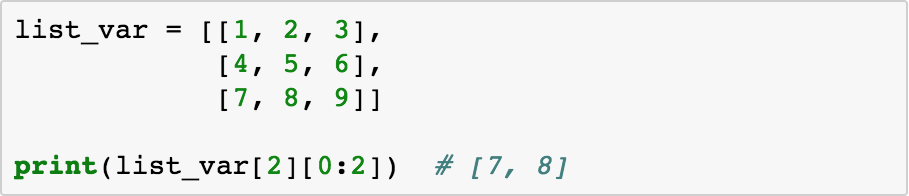 list_var = [[1, 2, 3],
            [4, 5, 6],
            [7, 8, 9]]
print(list_var[2][0:2])  # [7, 8]